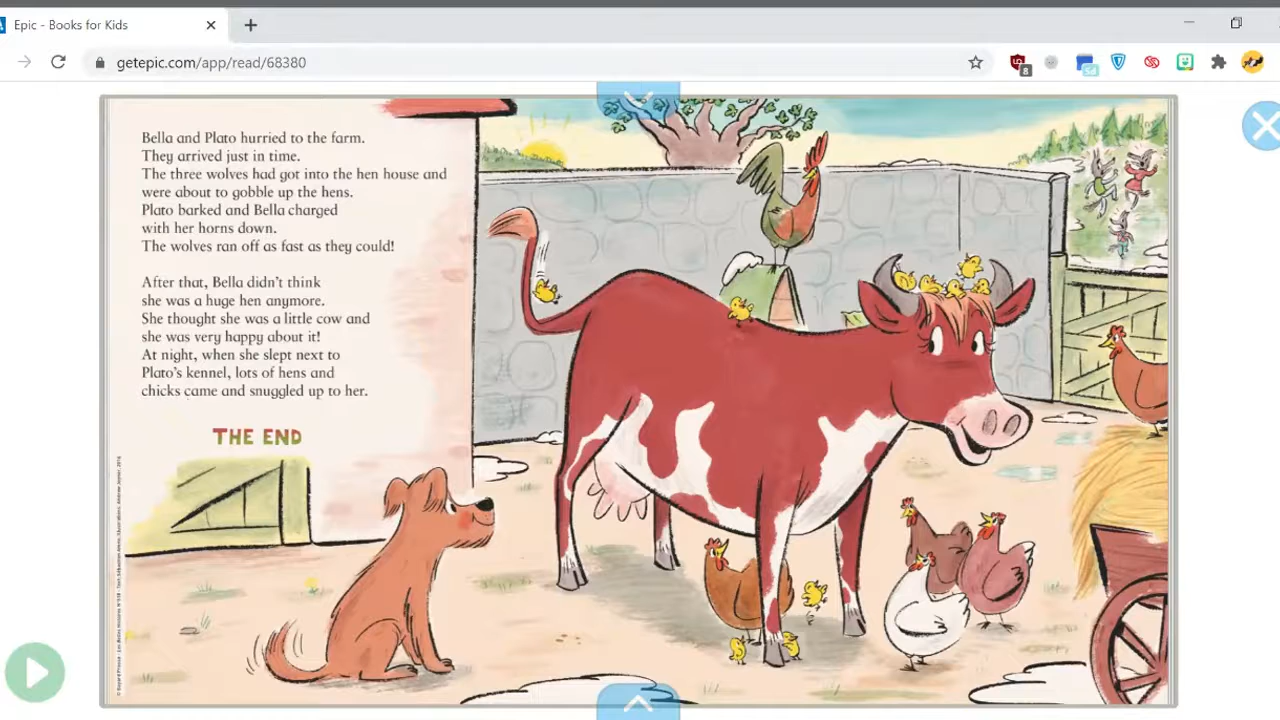 Epic - Books for Kids
getepic.com/app/read/68380
8
5d
Bella and Plato hurried to the farm.
They arrived just in time.
The three wolves had got into the hen house and
were about to gobble up the hens.
Plato barked and Bella charged
with her horns down.
The wolves ran off as fast as they could!
After that, Bella didn't think
she was a huge hen anymore.
She thought she was a little cow and
she was very happy about it!
At night, when she slept next to
Plato's kennel, lots of hens and
chicks came and snuggled up to her.
THE END